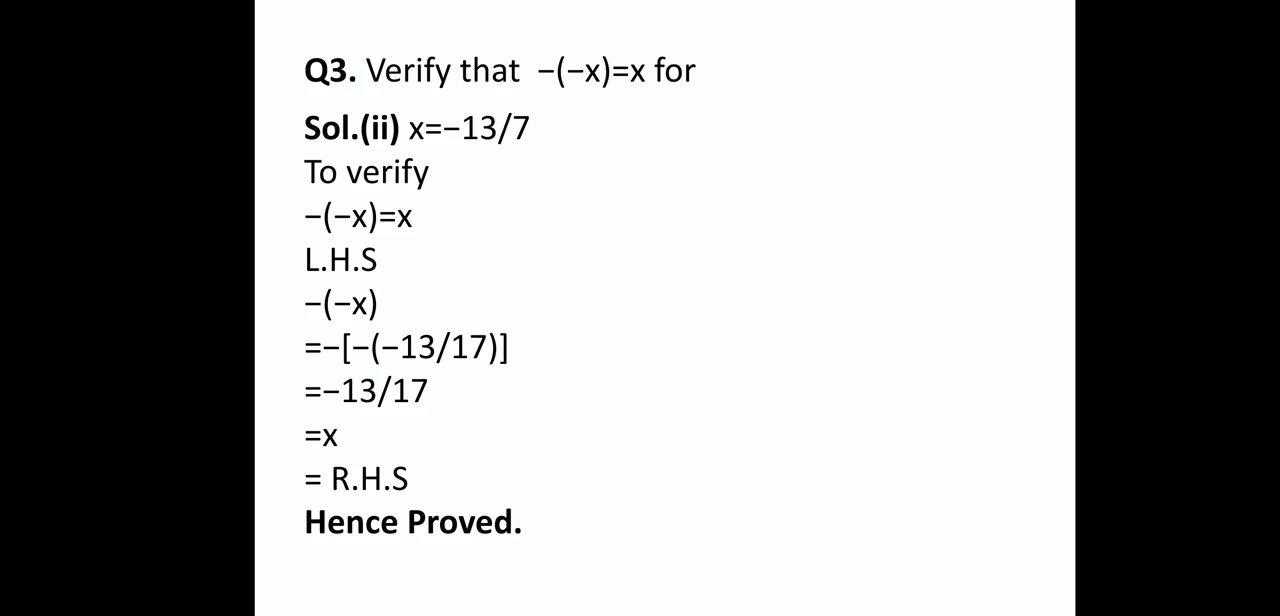 Q3. Verify that −(−x)=x for
Sol.(ii) x=−13/7
To verify
−(−x)=x
L.H.S
−(−x)
=−[−(−13/17)]
=−13/17
=x
= R.H.S
Hence Proved.